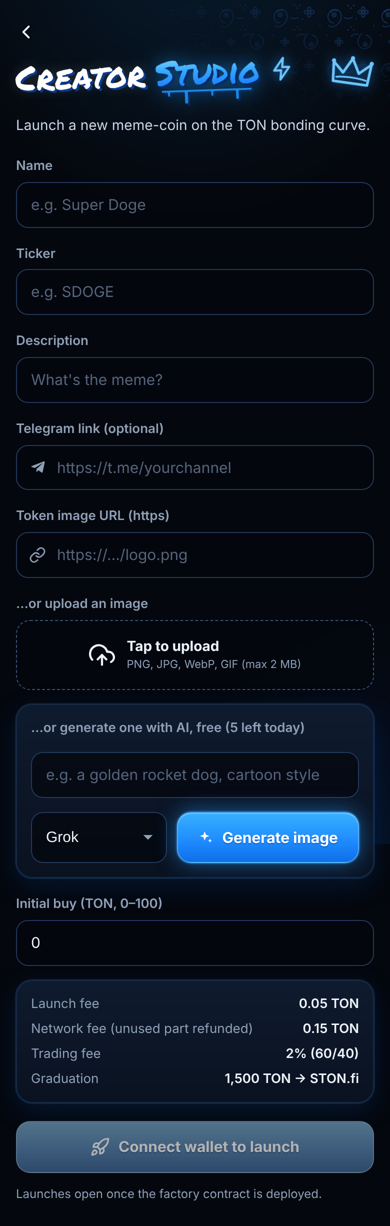 Creator Studio
Launch a new meme-coin on the TON bonding curve.
Name
e.g. Super Doge
Ticker
e.g. SDOGE
Description
What's the meme?
Telegram link (optional)
https://t.me/yourchannel
Token image URL (https)
https://.../logo.png
...or upload an image
Tap to upload
PNG, JPG, WebP, GIF (max 2 MB)
...or generate one with AI, free (5 left today)
e.g. a golden rocket dog, cartoon style
Grok
Generate image
Initial buy (TON, 0–100)
0
Launch fee 0.05 TON
Network fee (unused part refunded) 0.15 TON
Trading fee 2% (60/40)
Graduation 1,500 TON → STON.fi
Connect wallet to launch
Launches open once the factory contract is deployed.